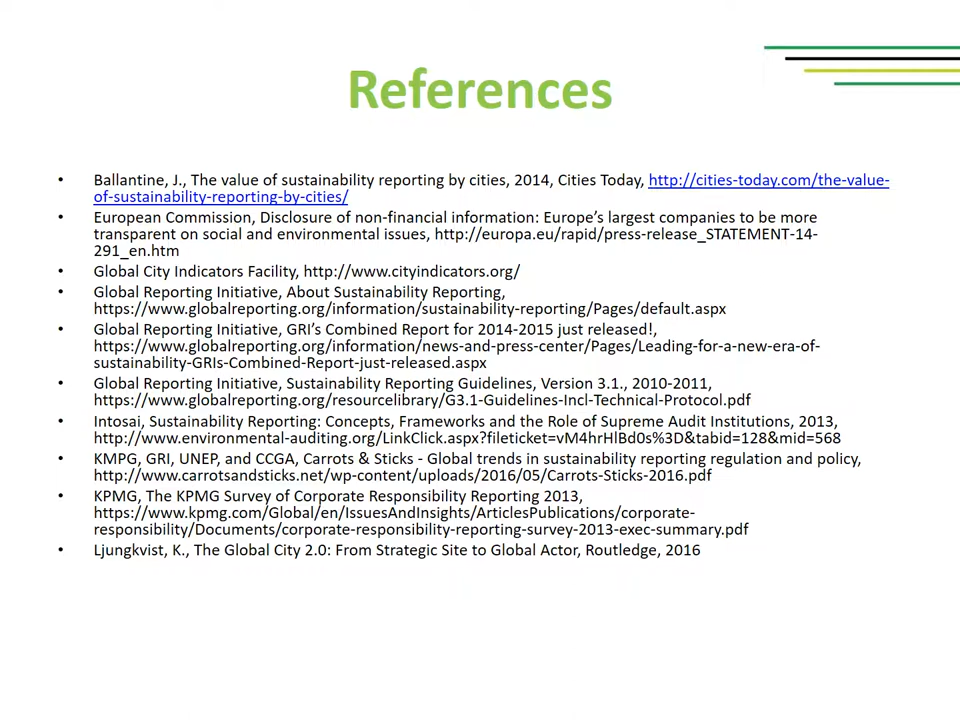 References
• Ballantine, J., The value of sustainability reporting by cities, 2014, Cities Today, http://cities-today.com/the-value-
of-sustainability-reporting-by-cities/
• European Commission, Disclosure of non-financial information: Europe’s largest companies to be more
transparent on social and environmental issues, http://europa.eu/rapid/press-release_STATEMENT-14-
291_en.htm
• Global City Indicators Facility, http://www.cityindicators.org/
• Global Reporting Initiative, About Sustainability Reporting,
https://www.globalreporting.org/information/sustainability-reporting/Pages/default.aspx
• Global Reporting Initiative, GRI’s Combined Report for 2014-2015 just released!,
https://www.globalreporting.org/information/news-and-press-center/Pages/Leading-for-a-new-era-of-
sustainability-GRIs-Combined-Report-just-released.aspx
• Global Reporting Initiative, Sustainability Reporting Guidelines, Version 3.1., 2010-2011,
https://www.globalreporting.org/resourcelibrary/G3.1-Guidelines-Incl-Technical-Protocol.pdf
• Intosai, Sustainability Reporting: Concepts, Frameworks and the Role of Supreme Audit Institutions, 2013,
http://www.environmental-auditing.org/LinkClick.aspx?fileticket=vM4hrHlBd0s%3D&tabid=128&mid=568
• KMPG, GRI, UNEP, and CCGA, Carrots & Sticks - Global trends in sustainability reporting regulation and policy,
http://www.carrotsandsticks.net/wp-content/uploads/2016/05/Carrots-Sticks-2016.pdf
• KPMG, The KPMG Survey of Corporate Responsibility Reporting 2013,
https://www.kpmg.com/Global/en/IssuesAndInsights/ArticlesPublications/corporate-
responsibility/Documents/corporate-responsibility-reporting-survey-2013-exec-summary.pdf
• Ljungkvist, K., The Global City 2.0: From Strategic Site to Global Actor, Routledge, 2016